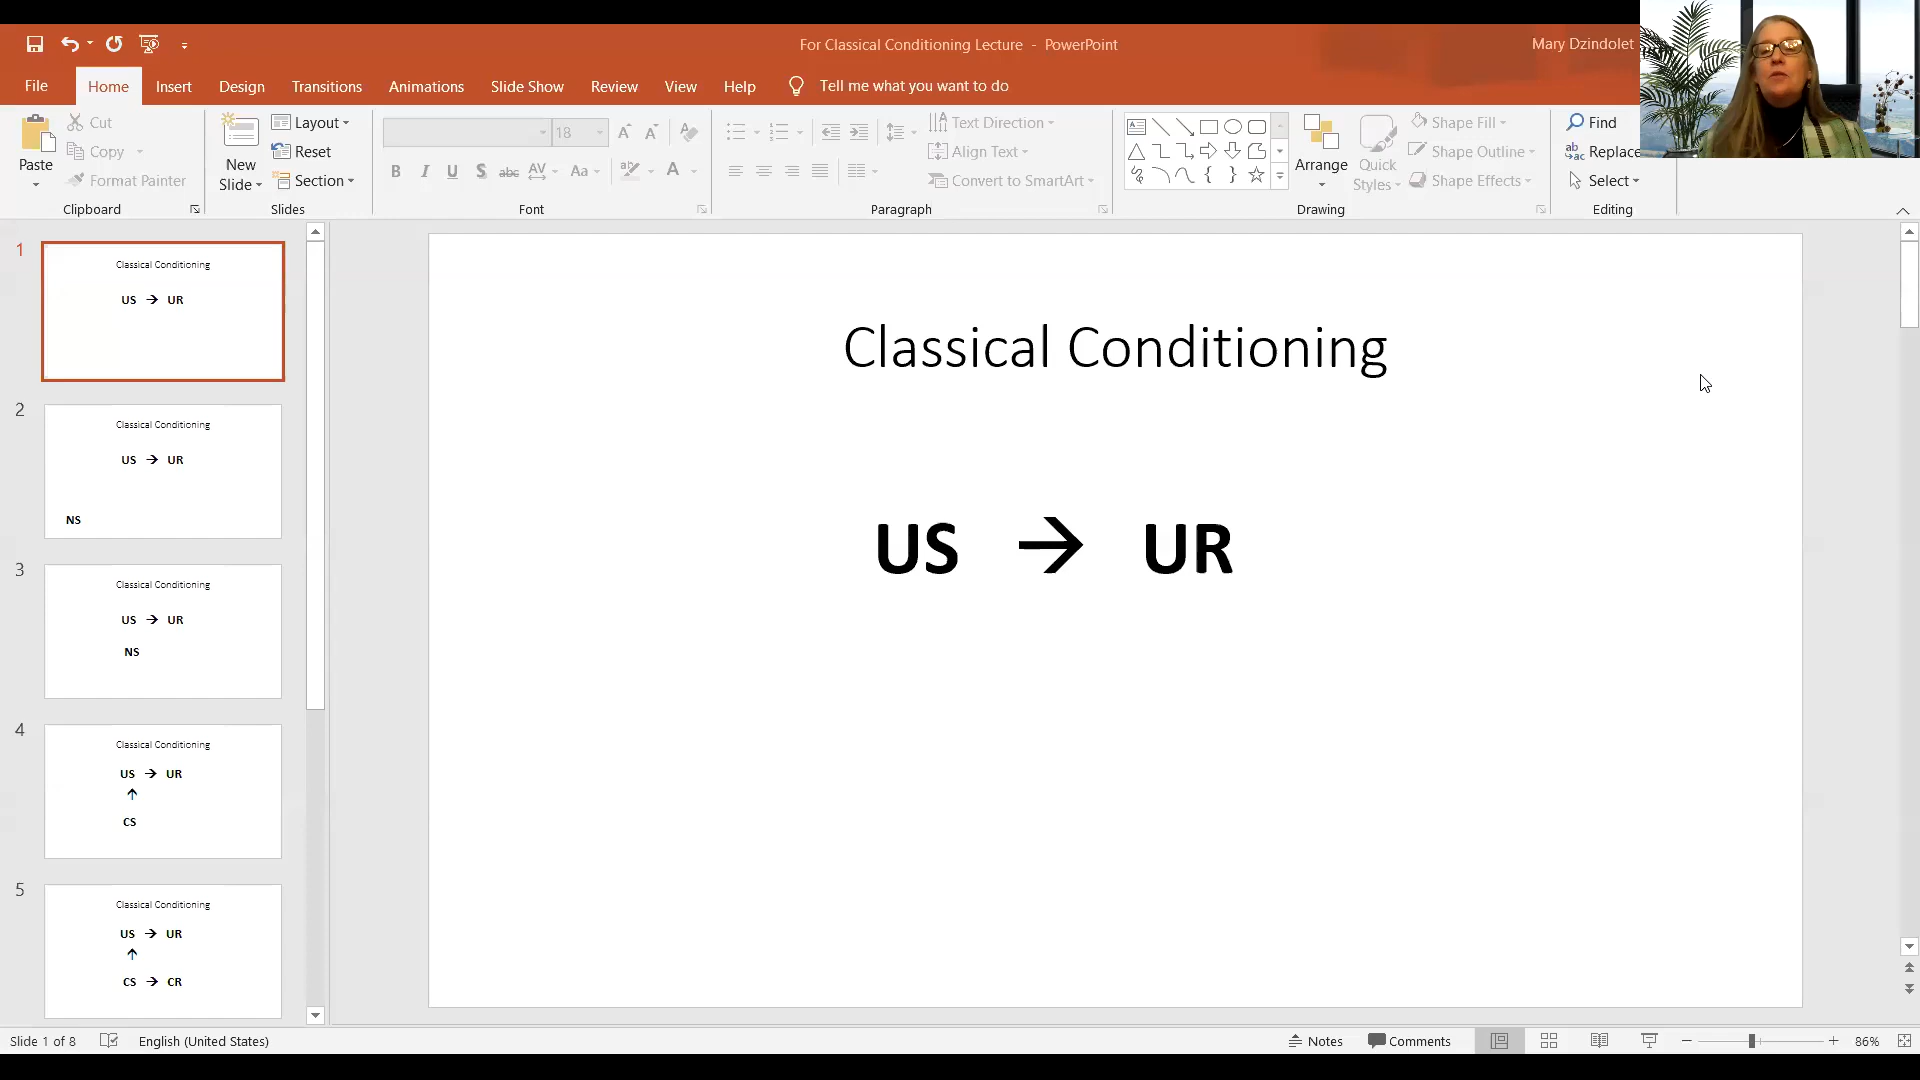 For Classical Conditioning Lecture - PowerPoint
Mary Dzindolet
File Home Insert Design Transitions Animations Slide Show Review View Help Tell me what you want to do
Paste
Cut
Copy
Format Painter
Clipboard
New Slide
Layout
Reset
Section
Slides
18
B I U S abc AV Aa A
Font
Text Direction
Align Text
Convert to SmartArt
Paragraph
Arrange
Quick Styles
Shape Fill
Shape Outline
Shape Effects
Drawing
Find
Replace
Select
Editing
1
Classical Conditioning
US → UR
2
Classical Conditioning
US → UR
NS
3
Classical Conditioning
US → UR
NS
4
Classical Conditioning
US → UR
↑
CS
5
Classical Conditioning
US → UR
↑
CS → CR
Classical Conditioning
US → UR
Slide 1 of 8 English (United States) Notes Comments 86%